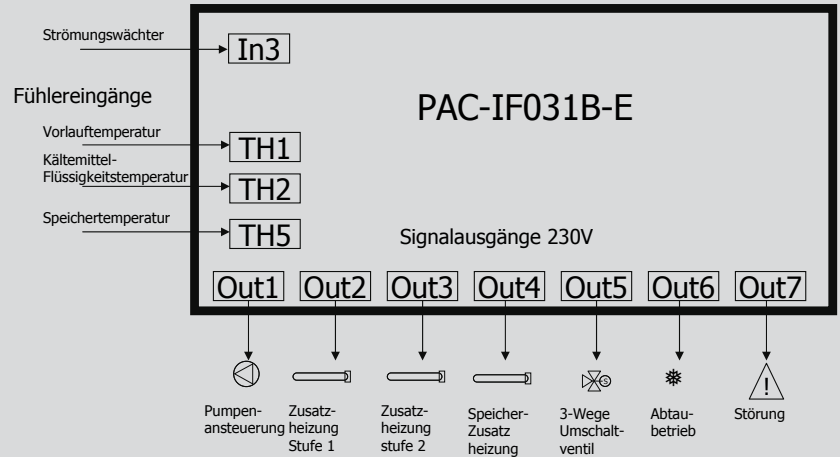 Strömungswächter
In3
Fühlereingänge
PAC-IF031B-E
Vorlauftemperatur
TH1
Kältemittel-
Flüssigkeitstemperatur
TH2
Speichertemperatur
TH5
Signalausgänge 230V
Out1 Out2 Out3 Out4 Out5 Out6 Out7
S
!
Pumpen-
ansteuerung
Zusatz-
heizung
Stufe 1
Zusatz-
heizung
stufe 2
Speicher-
Zusatz
heizung
3-Wege
Umschalt-
ventil
Abtau-
betrieb
Störung